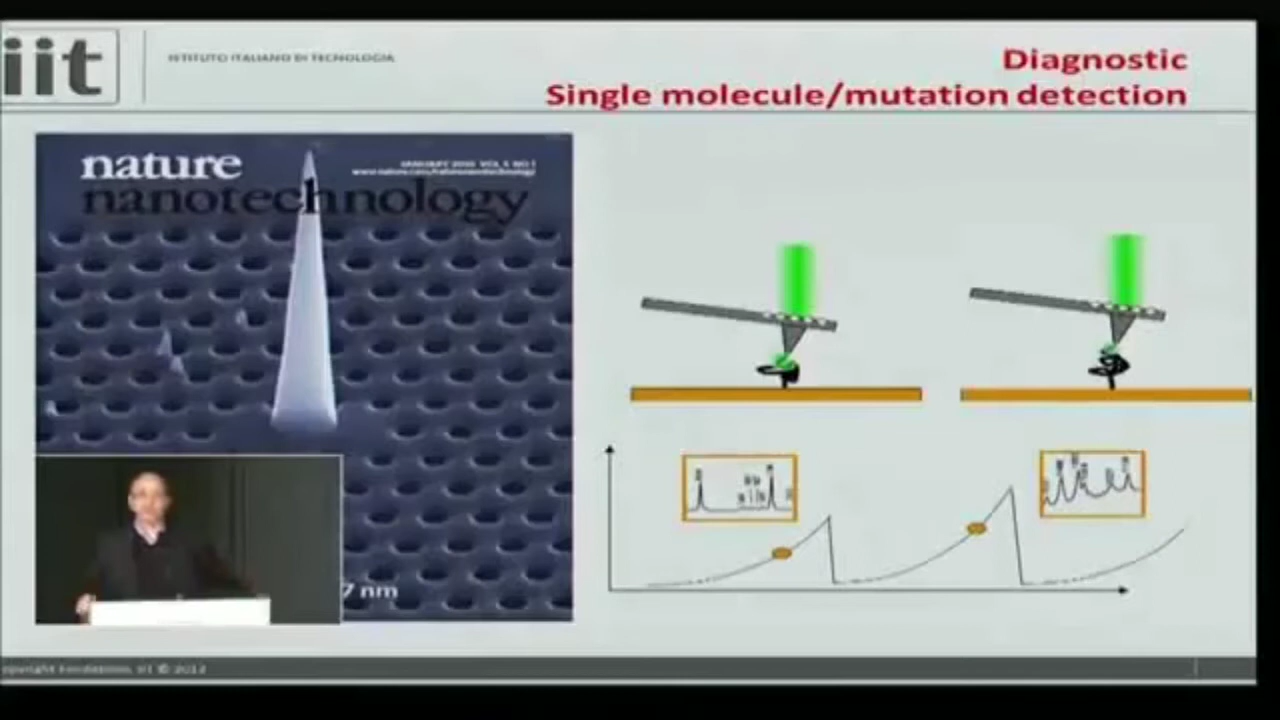 iit
ISTITUTO ITALIANO DI TECNOLOGIA
Diagnostic
Single molecule/mutation detection
nature
nanotechnology
7 nm